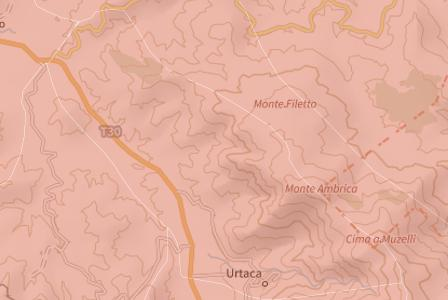 o
T30
Monte Filetto
Monte Ambrica
Cima a Muzelli
Urtaca